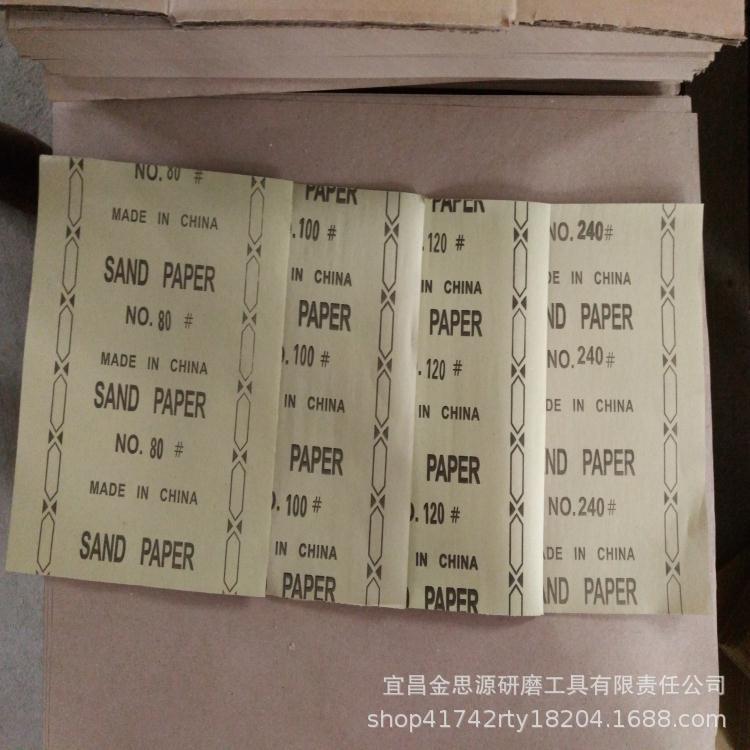 NO. 80 #
MADE IN CHINA
SAND PAPER
NO. 80 #
MADE IN CHINA
SAND PAPER
NO. 80 #
MADE IN CHINA
SAND PAPER
PAPER
.100 #
IN CHINA
PAPER
O.100 #
IN CHINA
PAPER
O.100 #
IN CHINA
PAPER
PAPER
.120 #
IN CHINA
PAPER
.120 #
IN CHINA
PAPER
O.120 #
IN CHINA
PAPER
NO.240#
DE IN CHINA
ND PAPER
NO.240#
IN CHINA
ND PAPER
NO.240#
DE IN CHINA
ND PAPER
宜昌金思源研磨工具有限责任公司
shop41742rty18204.1688.com